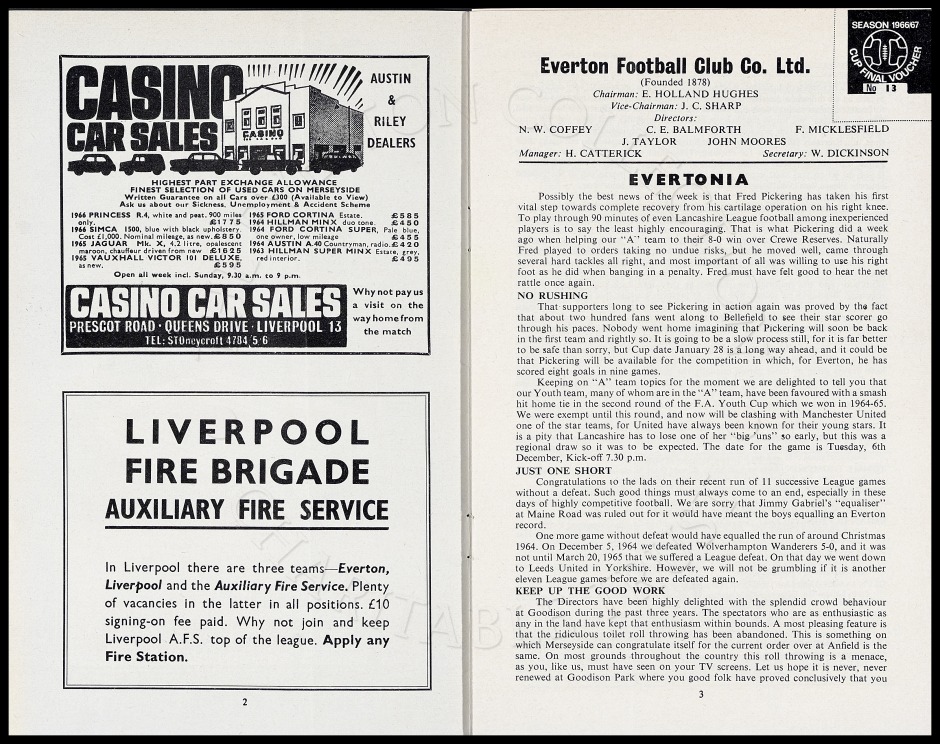 CASINO
CAR SALES
CASINO
AUSTIN
&
RILEY
DEALERS
HIGHEST PART EXCHANGE ALLOWANCE
FINEST SELECTION OF USED CARS ON MERSEYSIDE
Written Guarantee on all Cars over £300 (Available to View)
Ask us about our Sickness, Unemployment & Accident Scheme
1966 PRINCESS R.4, white and peat. 900 miles
only. £1775
1966 SIMCA 1500, blue with black upholstery.
Cost £1,000. Nominal mileage, as new. £850
1965 JAGUAR Mk. X, 4.2 litre, opalescent
maroon, chauffeur driven from new £1625
1965 VAUXHALL VICTOR 101 DELUXE,
as new. £595
1965 FORD CORTINA Estate. £585
1964 HILLMAN MINX, duo tone. £450
1964 FORD CORTINA SUPER, Pale blue,
one owner, low mileage £455
1964 AUSTIN A.40 Countryman, radio. £420
1963 HILLMAN SUPER MINX Estate, grey,
red interior. £495
Open all week incl. Sunday, 9.30 a.m. to 9 p.m.
CASINO CAR SALES
PRESCOT ROAD · QUEENS DRIVE · LIVERPOOL 13
TEL: STOneycroft 4784/5/6
Why not pay us
a visit on the
way home from
the match
LIVERPOOL
FIRE BRIGADE
AUXILIARY FIRE SERVICE
In Liverpool there are three teams—Everton,
Liverpool and the Auxiliary Fire Service. Plenty
of vacancies in the latter in all positions. £10
signing-on fee paid. Why not join and keep
Liverpool A.F.S. top of the league. Apply any
Fire Station.
2
SEASON 1966/67
CUP FINAL VOUCHER
No 13
Everton Football Club Co. Ltd.
(Founded 1878)
Chairman: E. HOLLAND HUGHES
Vice-Chairman: J. C. SHARP
Directors:
N. W. COFFEY C. E. BALMFORTH F. MICKLESFIELD
J. TAYLOR JOHN MOORES
Manager: H. CATTERICK Secretary: W. DICKINSON
EVERTONIA
Possibly the best news of the week is that Fred Pickering has taken his first
vital step towards complete recovery from his cartilage operation on his right knee.
To play through 90 minutes of even Lancashire League football among inexperienced
players is to say the least highly encouraging. That is what Pickering did a week
ago when helping our "A" team to their 8-0 win over Crewe Reserves. Naturally
Fred played to orders taking no undue risks, but he moved well, came through
several hard tackles all right, and most important of all was willing to use his right
foot as he did when banging in a penalty. Fred must have felt good to hear the net
rattle once again.
NO RUSHING
That supporters long to see Pickering in action again was proved by the fact
that about two hundred fans went along to Bellefield to see their star scorer go
through his paces. Nobody went home imagining that Pickering will soon be back
in the first team and rightly so. It is going to be a slow process still, for it is far better
to be safe than sorry, but Cup date January 28 is a long way ahead, and it could be
that Pickering will be available for the competition in which, for Everton, he has
scored eight goals in nine games.
Keeping on "A" team topics for the moment we are delighted to tell you that
our Youth team, many of whom are in the "A" team, have been favoured with a smash
hit home tie in the second round of the F.A. Youth Cup which we won in 1964-65.
We were exempt until this round, and now will be clashing with Manchester United
one of the star teams, for United have always been known for their young stars. It
is a pity that Lancashire has to lose one of her "big 'uns" so early, but this was a
regional draw so it was to be expected. The date for the game is Tuesday, 6th
December, Kick-off 7.30 p.m.
JUST ONE SHORT
Congratulations to the lads on their recent run of 11 successive League games
without a defeat. Such good things must always come to an end, especially in these
days of highly competitive football. We are sorry that Jimmy Gabriel's "equaliser"
at Maine Road was ruled out for it would have meant the boys equalling an Everton
record.
One more game without defeat would have equalled the run of around Christmas
1964. On December 5, 1964 we defeated Wolverhampton Wanderers 5-0, and it was
not until March 20, 1965 that we suffered a League defeat. On that day we went down
to Leeds United in Yorkshire. However, we will not be grumbling if it is another
eleven League games before we are defeated again.
KEEP UP THE GOOD WORK
The Directors have been highly delighted with the splendid crowd behaviour
at Goodison during the past three years. The spectators who are as enthusiastic as
any in the land have kept that enthusiasm within bounds. A most pleasing feature is
that the ridiculous toilet roll throwing has been abandoned. This is something on
which Merseyside can congratulate itself for the current order over at Anfield is the
same. On most grounds throughout the country this roll throwing is a menace,
as you, like us, must have seen on your TV screens. Let us hope it is never, never
renewed at Goodison Park where you good folk have proved conclusively that you
3